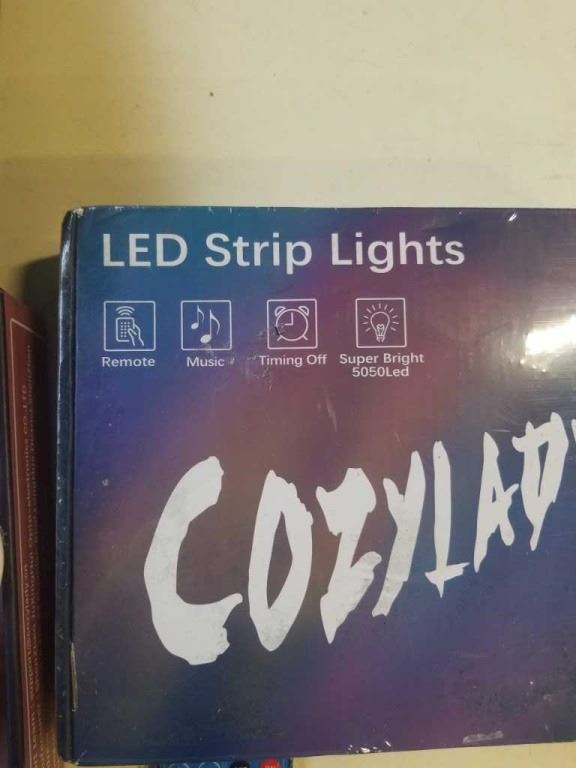 LED Strip Lights
Remote
Music
Timing Off
Super Bright
5050Led
COZYLAD